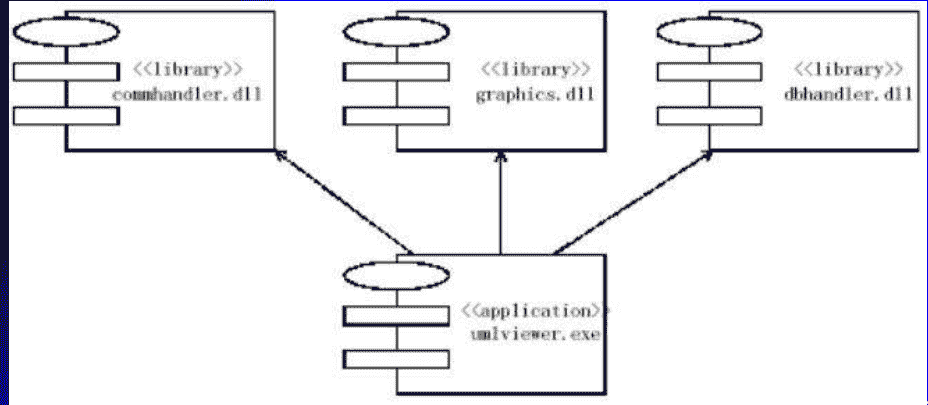 <<library>>
commhandler.dll
<<library>>
graphics.dll
<<library>>
dbhandler.dll
<<application>>
umlviewer.exe